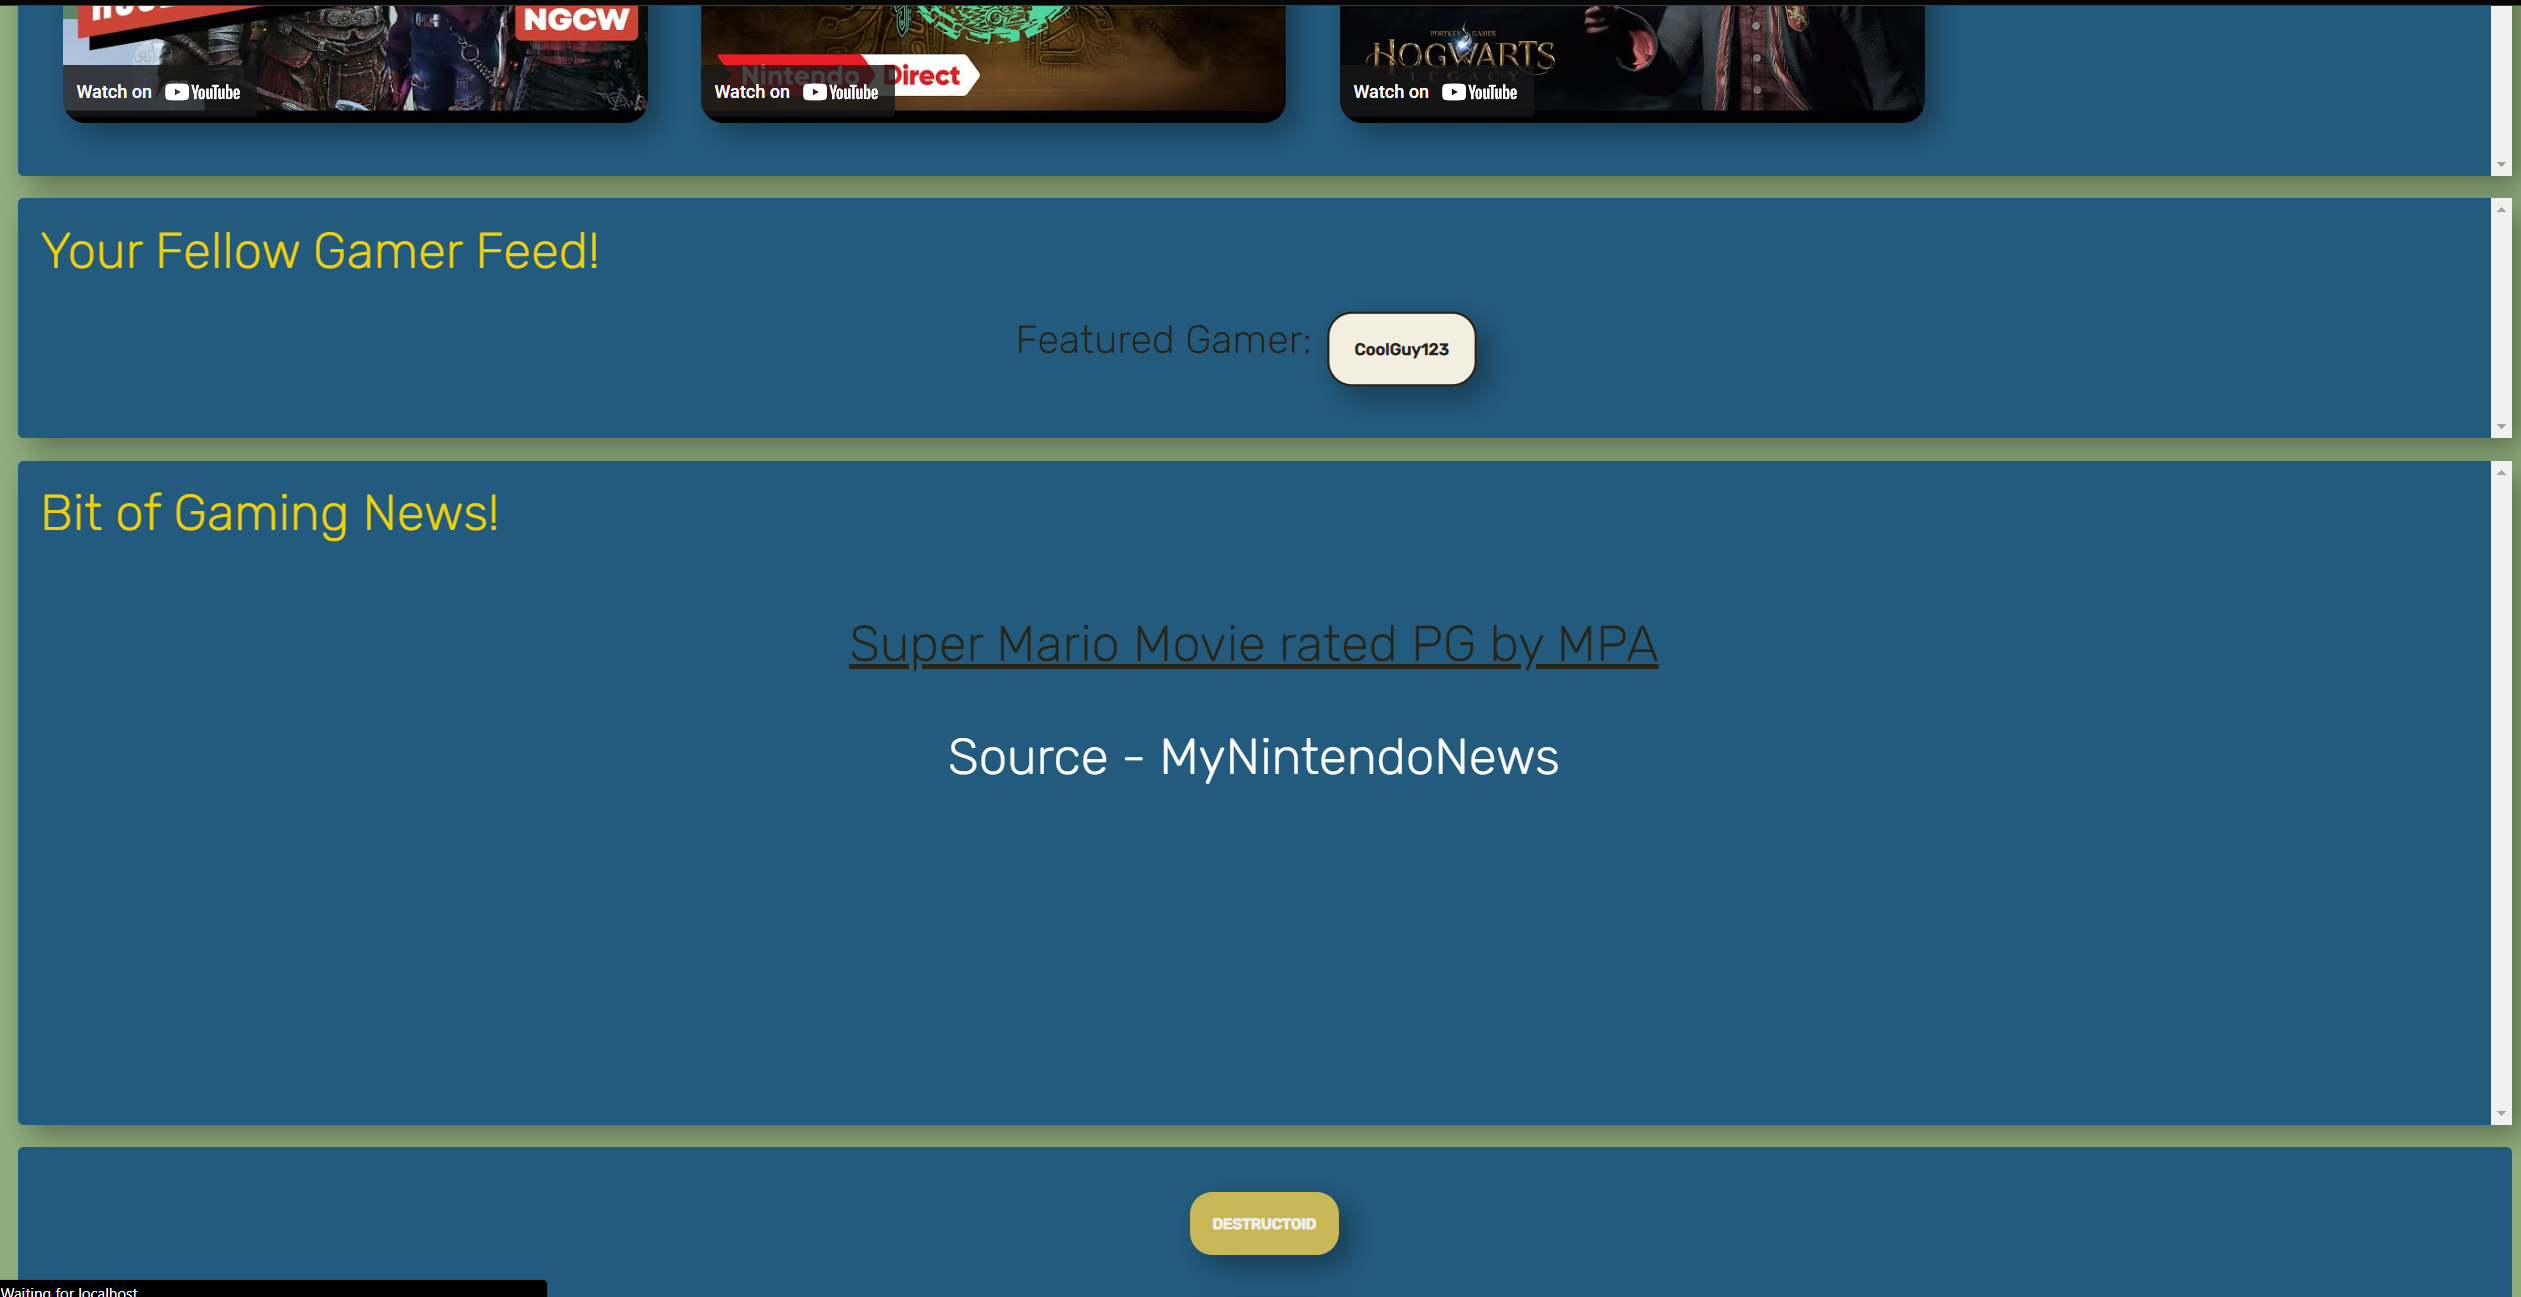 NGCW
Nintendo Direct
PORTKEY GAMES
HOGWARTS
LEGACY
Watch on YouTube
Watch on YouTube
Watch on YouTube
Your Fellow Gamer Feed!
Featured Gamer: CoolGuy123
Bit of Gaming News!
Super Mario Movie rated PG by MPA
Source - MyNintendoNews
DESTRUCTOID
Waiting for localhost